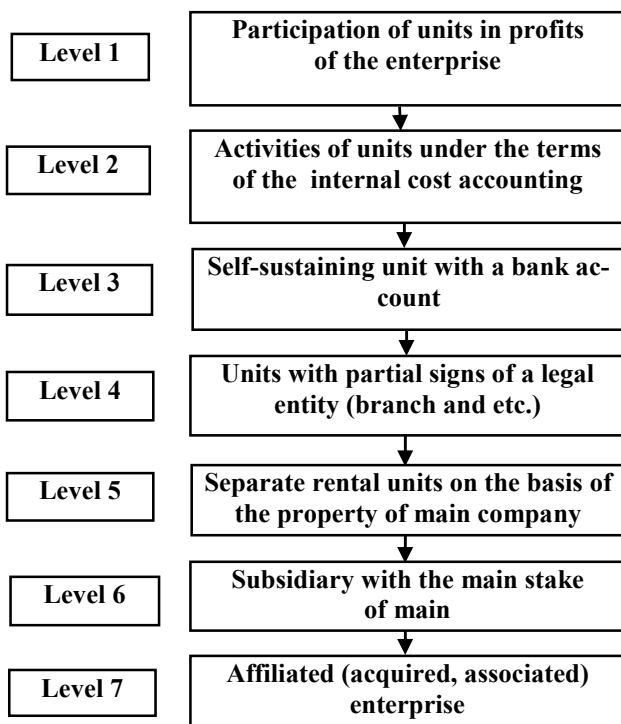 Level 1
Participation of units in profits
of the enterprise
Level 2
Activities of units under the terms
of the internal cost accounting
Level 3
Self-sustaining unit with a bank ac-
count
Level 4
Units with partial signs of a legal
entity (branch and etc.)
Level 5
Separate rental units on the basis of
the property of main company
Level 6
Subsidiary with the main stake
of main
Level 7
Affiliated (acquired, associated)
enterprise